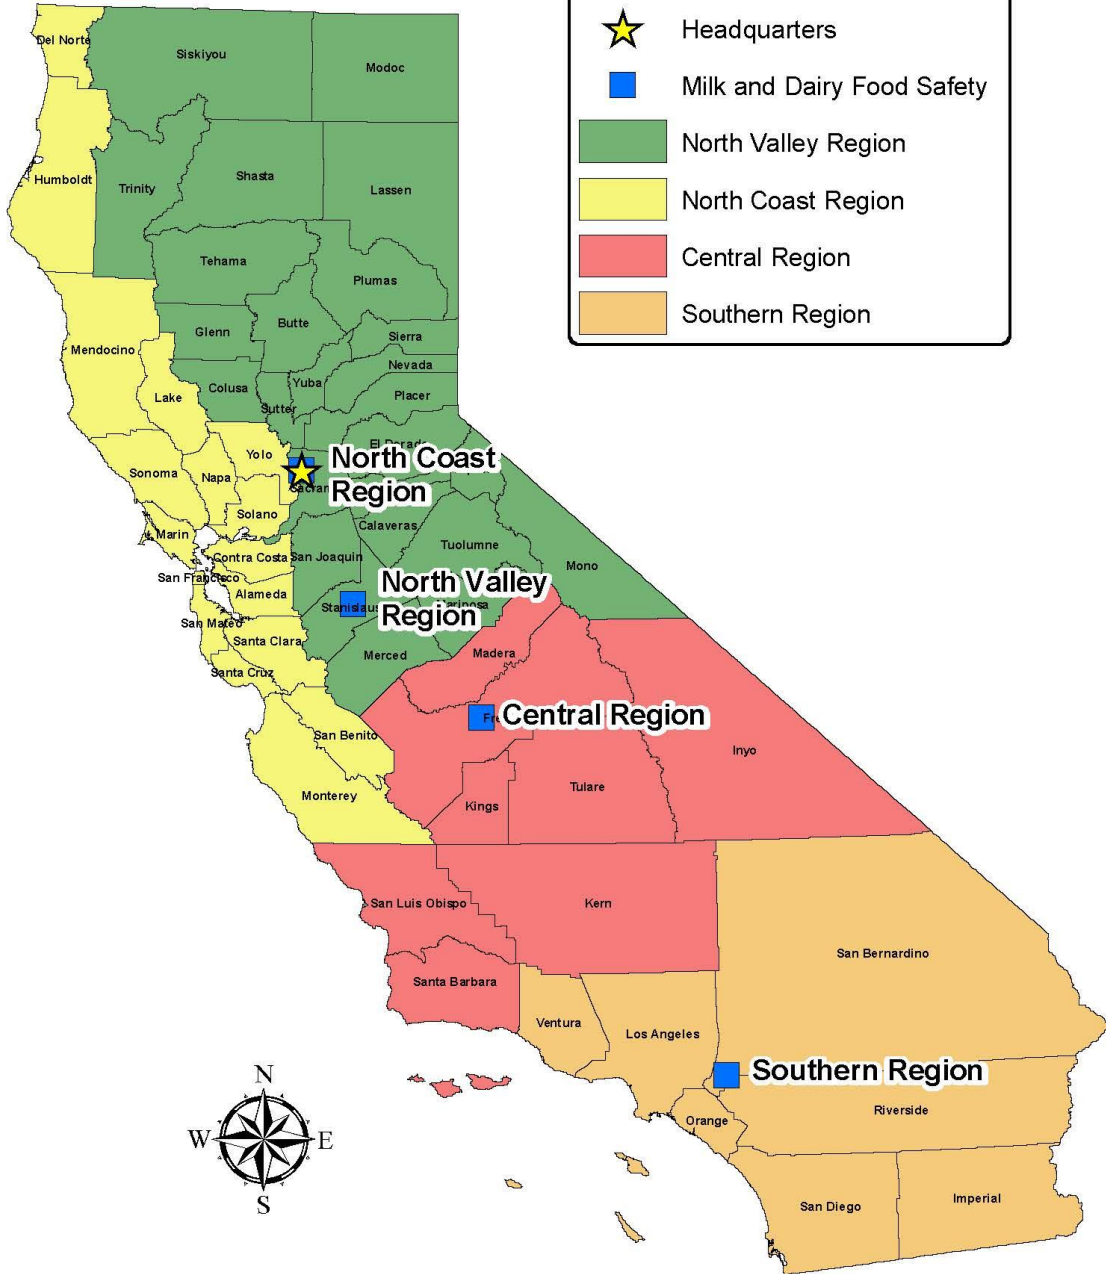 Headquarters
Milk and Dairy Food Safety
North Valley Region
North Coast Region
Central Region
Southern Region
Del Norte
Siskiyou
Modoc
Humboldt
Trinity
Shasta
Lassen
Tehama
Plumas
Glenn
Butte
Sierra
Mendocino
Nevada
Colusa
Yuba
Lake
Placer
Sutter
El Dorado
Yolo
North Coast
Region
Sonoma
Napa
Solano
Calaveras
Marin
Contra Costa
San Joaquin
Tuolumne
Mono
San Francisco
Alameda
North Valley
Region
Stanislaus
Mariposa
San Mateo
Santa Clara
Merced
Madera
Santa Cruz
Central Region
San Benito
Inyo
Monterey
Kings
Tulare
San Luis Obispo
Kern
San Bernardino
Santa Barbara
Ventura
Los Angeles
Southern Region
Riverside
Orange
San Diego
Imperial
N
W
E
S